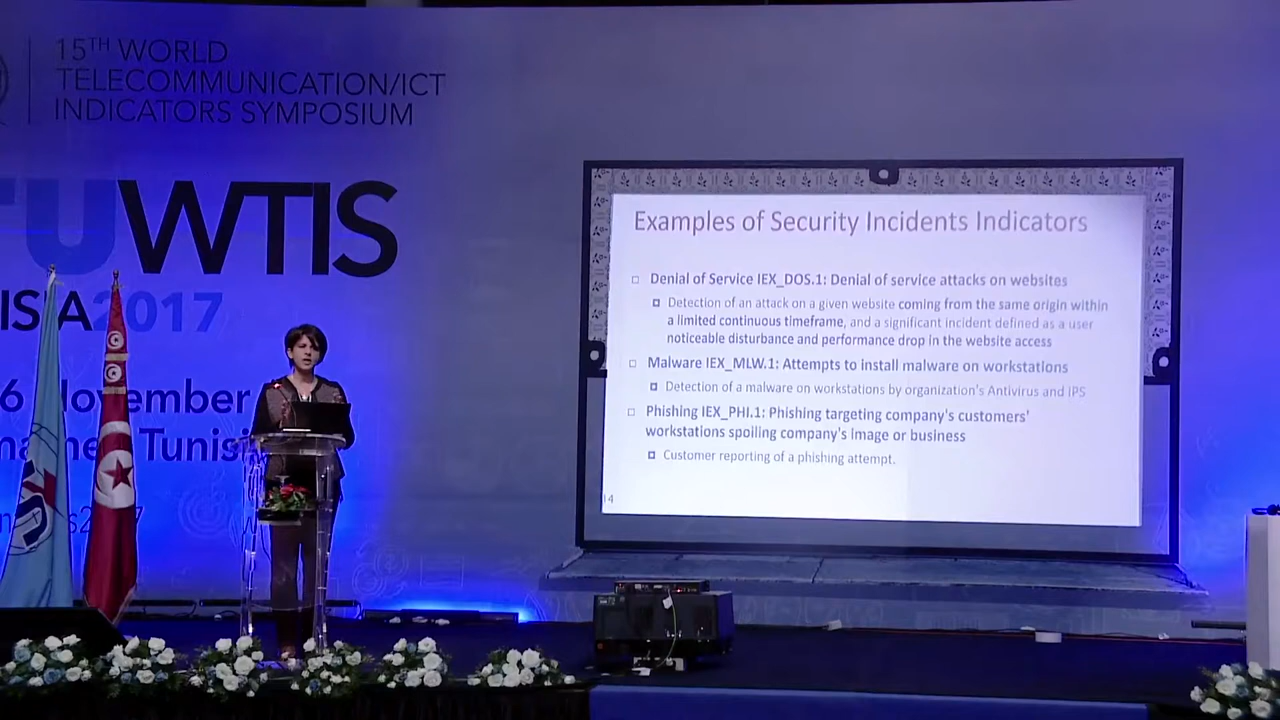 15TH WORLD
TELECOMMUNICATION/ICT
INDICATORS SYMPOSIUM
TUWTIS
ISIA2017
6 November
Tunisi
Examples of Security Incidents Indicators
Denial of Service IEX_DOS.1: Denial of service attacks on websites
Detection of an attack on a given website coming from the same origin within
a limited continuous timeframe, and a significant incident defined as a user
noticeable disturbance and performance drop in the website access
Malware IEX_MLW.1: Attempts to install malware on workstations
Detection of a malware on workstations by organization's Antivirus and IPS
Phishing IEX_PHI.1: Phishing targeting company's customers'
workstations spoiling company's image or business
Customer reporting of a phishing attempt.
14